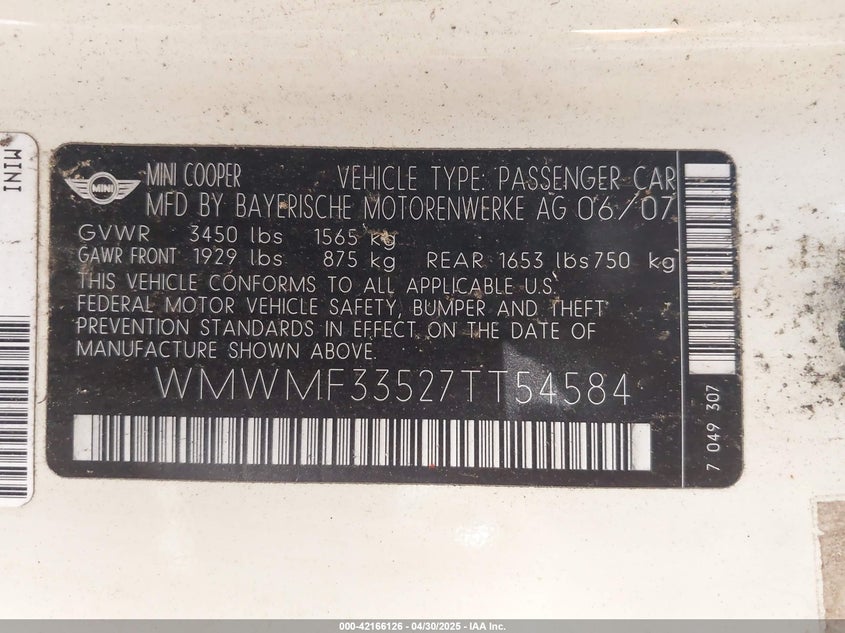 MINI
MINI
MINI COOPER VEHICLE TYPE: PASSENGER CAR
MFD BY BAYERISCHE MOTORENWERKE AG 06/07
GVWR 3450 lbs 1565 kg
GAWR FRONT 1929 lbs 875 kg REAR 1653 lbs 750 kg
THIS VEHICLE CONFORMS TO ALL APPLICABLE U.S.
FEDERAL MOTOR VEHICLE SAFETY, BUMPER AND THEFT
PREVENTION STANDARDS IN EFFECT ON THE DATE OF
MANUFACTURE SHOWN ABOVE.
WMWMF33527TT54584
7 049 307
000-42166126 - 04/30/2025 - IAA Inc.